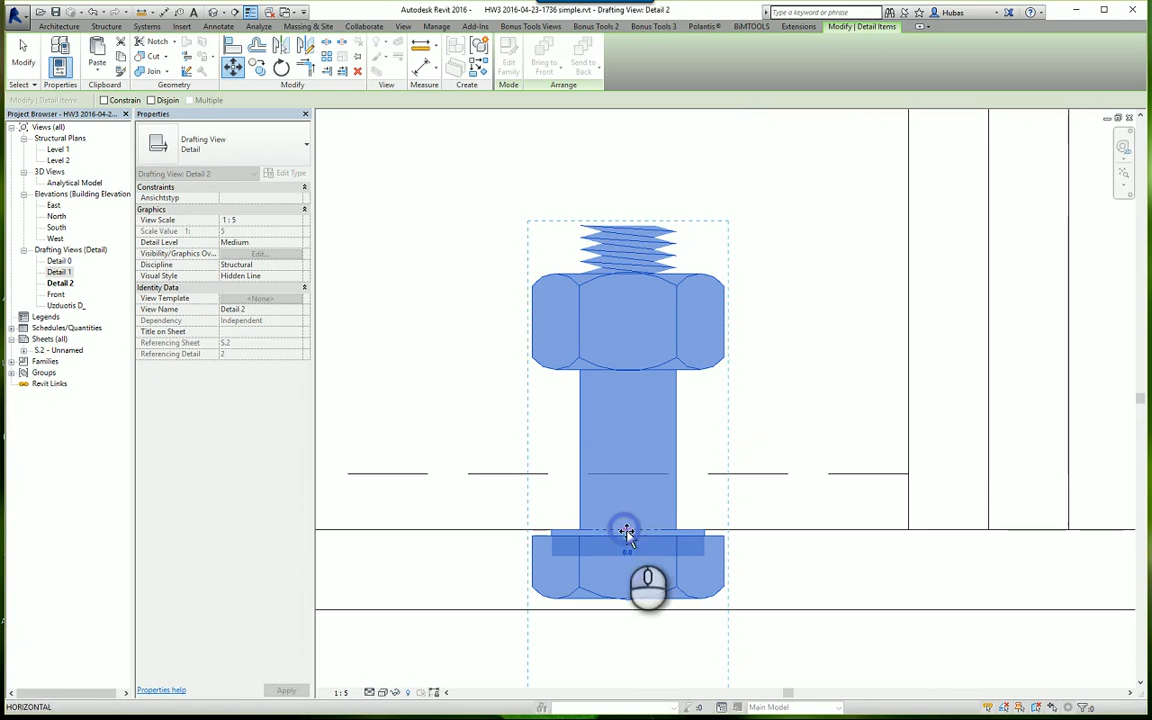 Autodesk Revit 2016 - HW3 2016-04-23-1736 simple.rvt - Drafting View: Detail 2
Type a keyword or phrase
Hubas
Architecture Structure Systems Insert Annotate Analyze Massing & Site Collaborate View Manage Add-Ins Bonus Tools Views Bonus Tools 2 Bonus Tools 3 Polantis® BiMTOOLS Extensions Modify | Detail Items
Modify
Paste
Notch
Cut
Join
Edit Family
Bring to Front
Send to Back
Select Properties Clipboard Geometry Modify View Measure Create Mode Arrange
Modify | Detail Items Constrain Disjoin Multiple
Project Browser - HW3 2016-04-2...
Views (all)
Structural Plans
Level 1
Level 2
3D Views
Analytical Model
Elevations (Building Elevation
East
North
South
West
Drafting Views (Detail)
Detail 0
Detail 1
Detail 2
Front
Uzduotis D_
Legends
Schedules/Quantities
Sheets (all)
S.2 - Unnamed
Families
Groups
Revit Links
Properties
Drafting View
Detail
Drafting View: Detail 2
Edit Type
Constraints
Ansichtstyp
Graphics
View Scale 1 : 5
Scale Value 1: 5
Detail Level Medium
Visibility/Graphics Ov... Edit...
Discipline Structural
Visual Style Hidden Line
Identity Data
View Template <None>
View Name Detail 2
Dependency Independent
Title on Sheet
Referencing Sheet S.2
Referencing Detail 2
Properties help
Apply
0.0
1 : 5
HORIZONTAL
:0
Main Model
:0